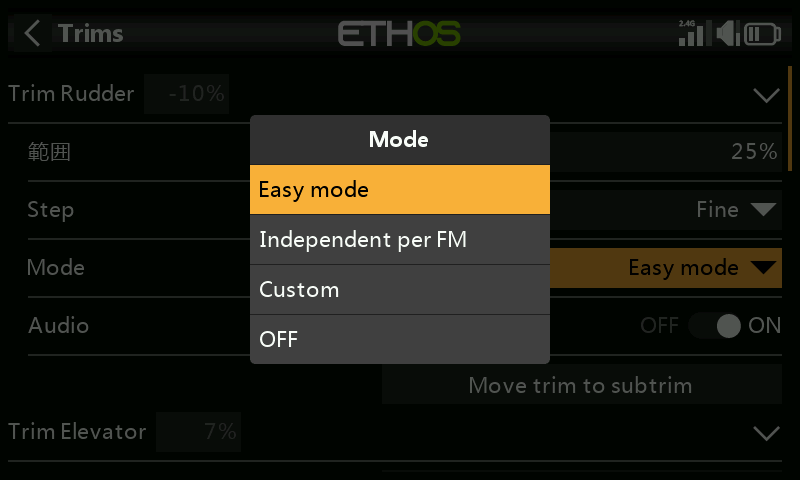 Trims
ETHOS
2.4G
Trim Rudder -10%
範囲 25%
Step Fine
Mode Easy mode
Audio OFF ON
Move trim to subtrim
Trim Elevator 7%
Mode
Easy mode
Independent per FM
Custom
OFF